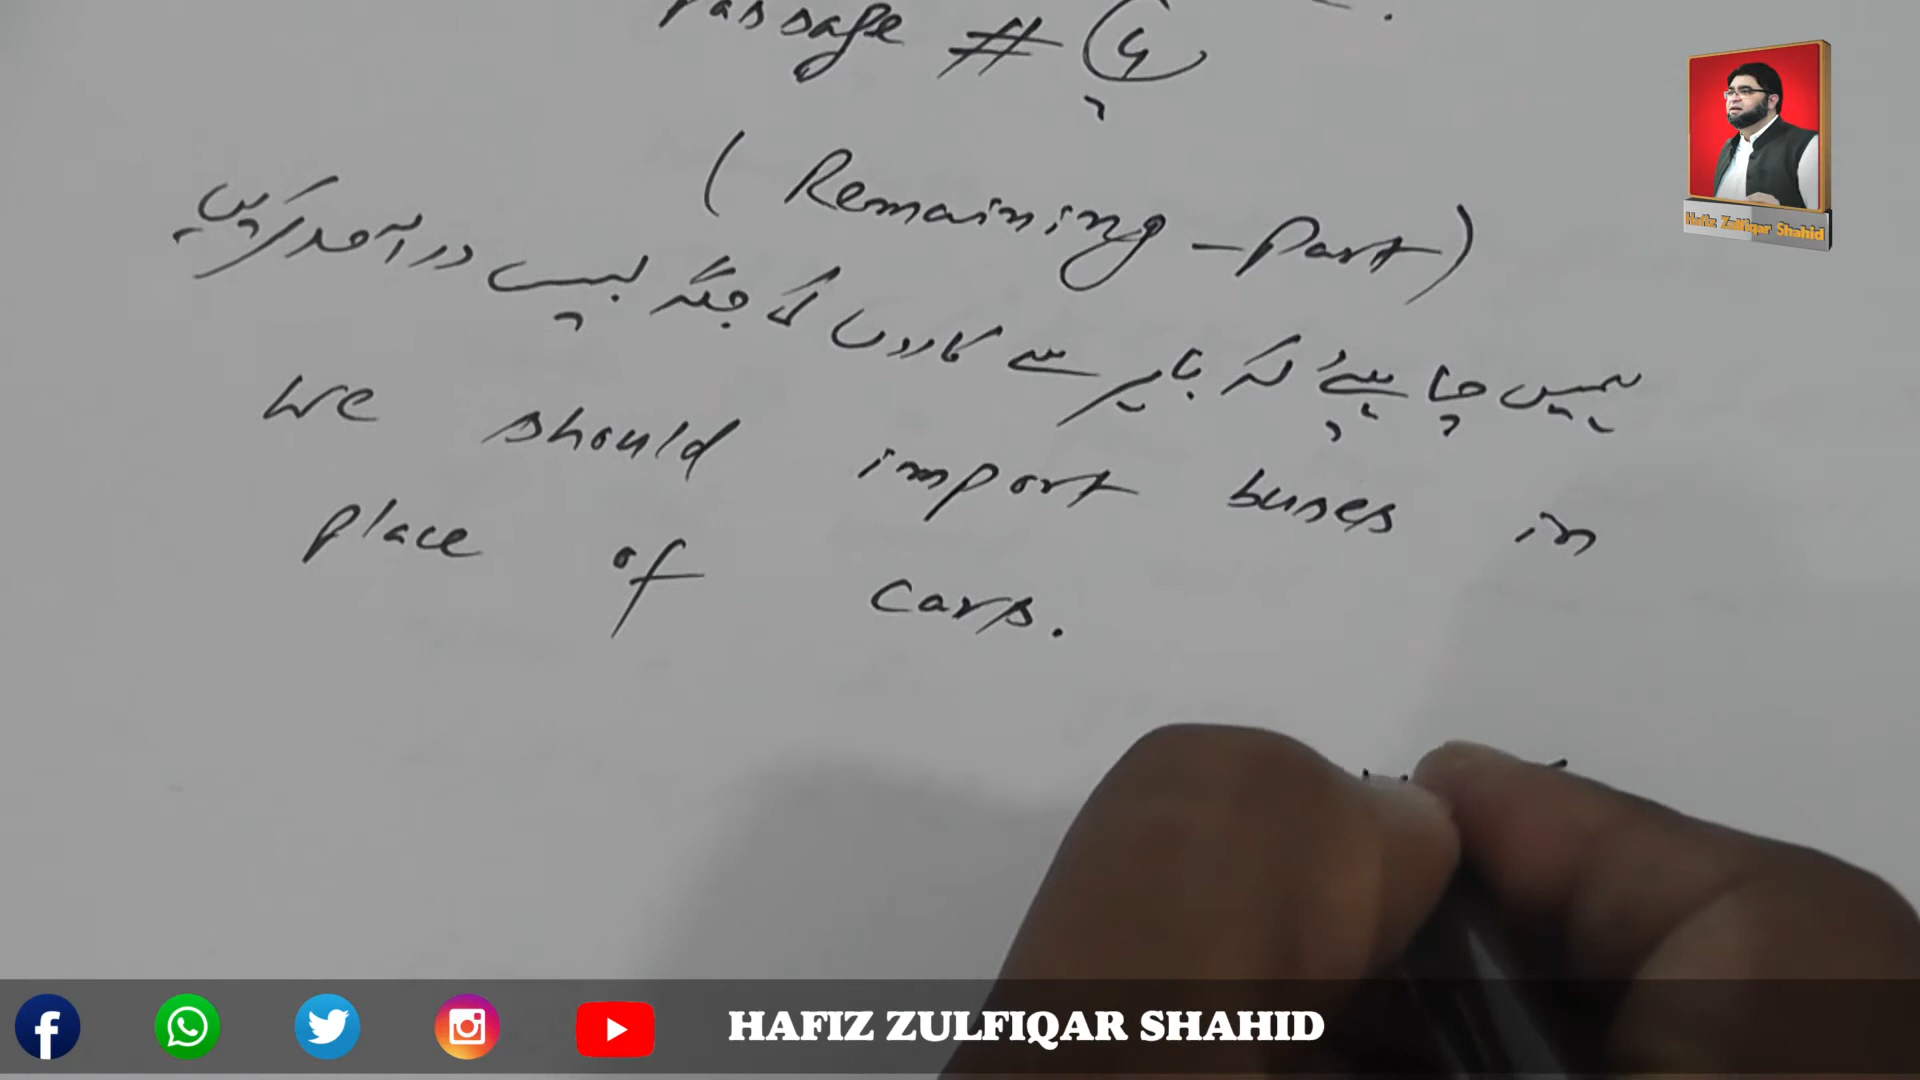 Passage # 4
(Remaining - Part)
ہمیں چاہیے کہ باہر سے کاروں کی جگہ بسیں درآمد کریں
We should import buses in
place of cars.
Hafiz Zulfiqar Shahid
HAFIZ ZULFIQAR SHAHID